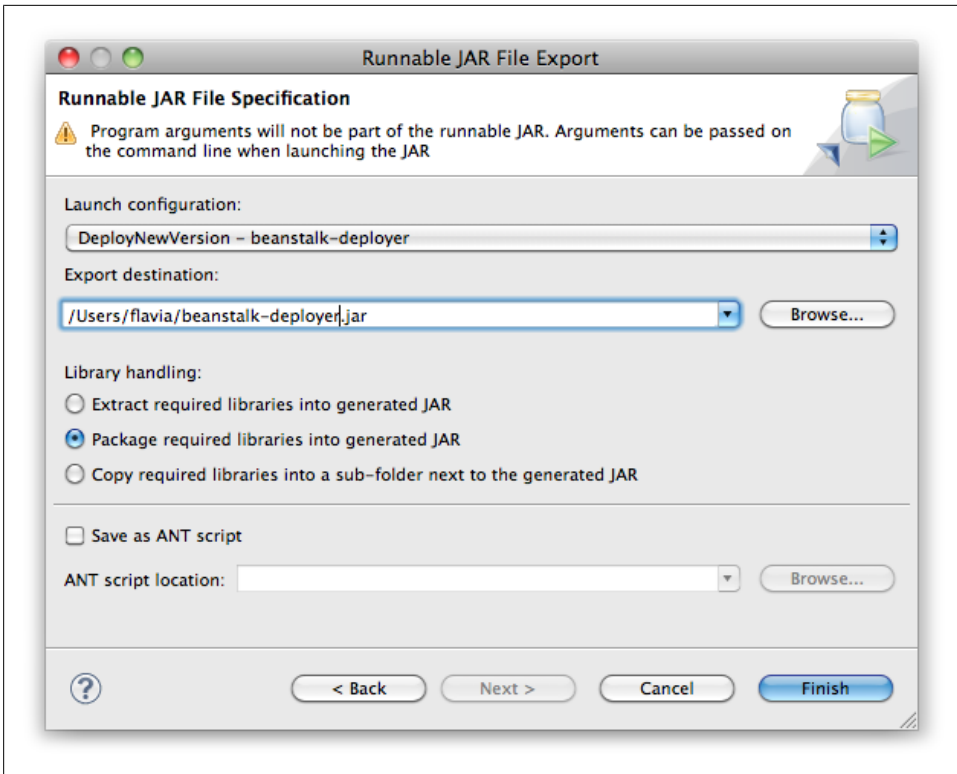 Runnable JAR File Export
Runnable JAR File Specification
Program arguments will not be part of the runnable JAR. Arguments can be passed on
the command line when launching the JAR
Launch configuration:
DeployNewVersion – beanstalk-deployer
Export destination:
/Users/flavia/beanstalk-deployer.jar
Browse...
Library handling:
Extract required libraries into generated JAR
Package required libraries into generated JAR
Copy required libraries into a sub-folder next to the generated JAR
Save as ANT script
ANT script location:
Browse...
?
< Back
Next >
Cancel
Finish